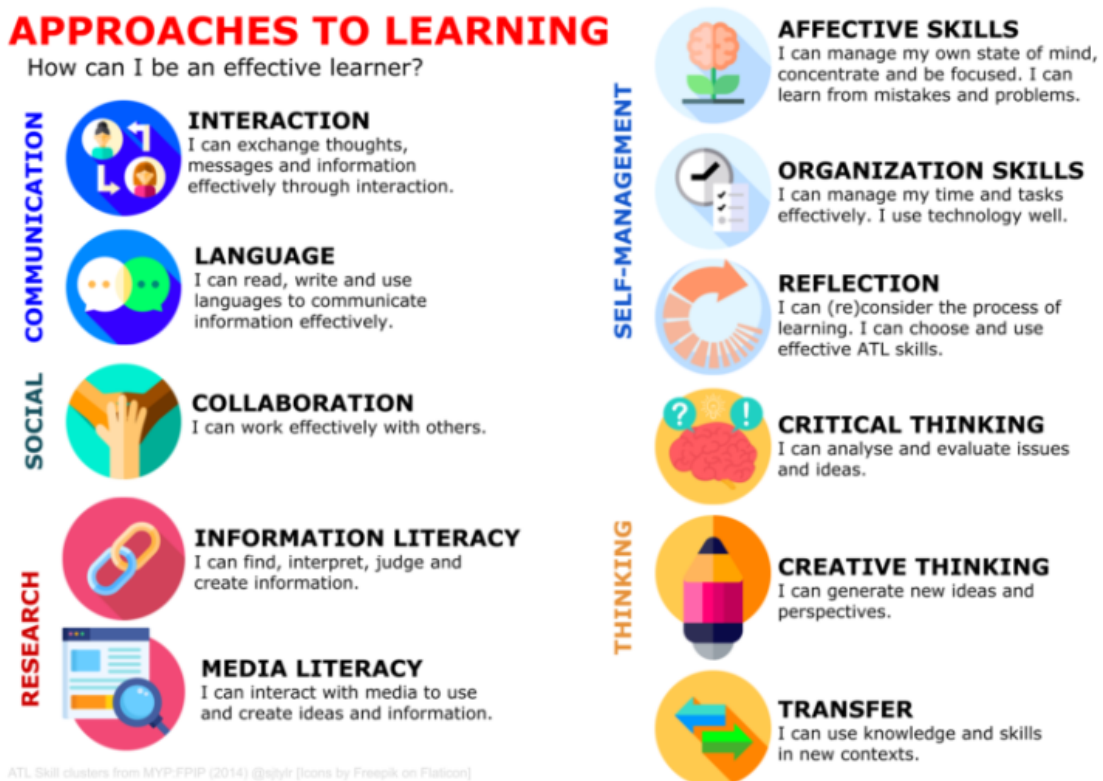 APPROACHES TO LEARNING
How can I be an effective learner?
COMMUNICATION
INTERACTION
I can exchange thoughts,
messages and information
effectively through interaction.
LANGUAGE
I can read, write and use
languages to communicate
information effectively.
SOCIAL
COLLABORATION
I can work effectively with others.
RESEARCH
INFORMATION LITERACY
I can find, interpret, judge and
create information.
MEDIA LITERACY
I can interact with media to use
and create ideas and information.
ATL Skill clusters from MYP:FPIP (2014) @sjtylr [Icons by Freepik on Flaticon]
SELF-MANAGEMENT
AFFECTIVE SKILLS
I can manage my own state of mind,
concentrate and be focused. I can
learn from mistakes and problems.
ORGANIZATION SKILLS
I can manage my time and tasks
effectively. I use technology well.
REFLECTION
I can (re)consider the process of
learning. I can choose and use
effective ATL skills.
THINKING
? !
CRITICAL THINKING
I can analyse and evaluate issues
and ideas.
CREATIVE THINKING
I can generate new ideas and
perspectives.
TRANSFER
I can use knowledge and skills
in new contexts.